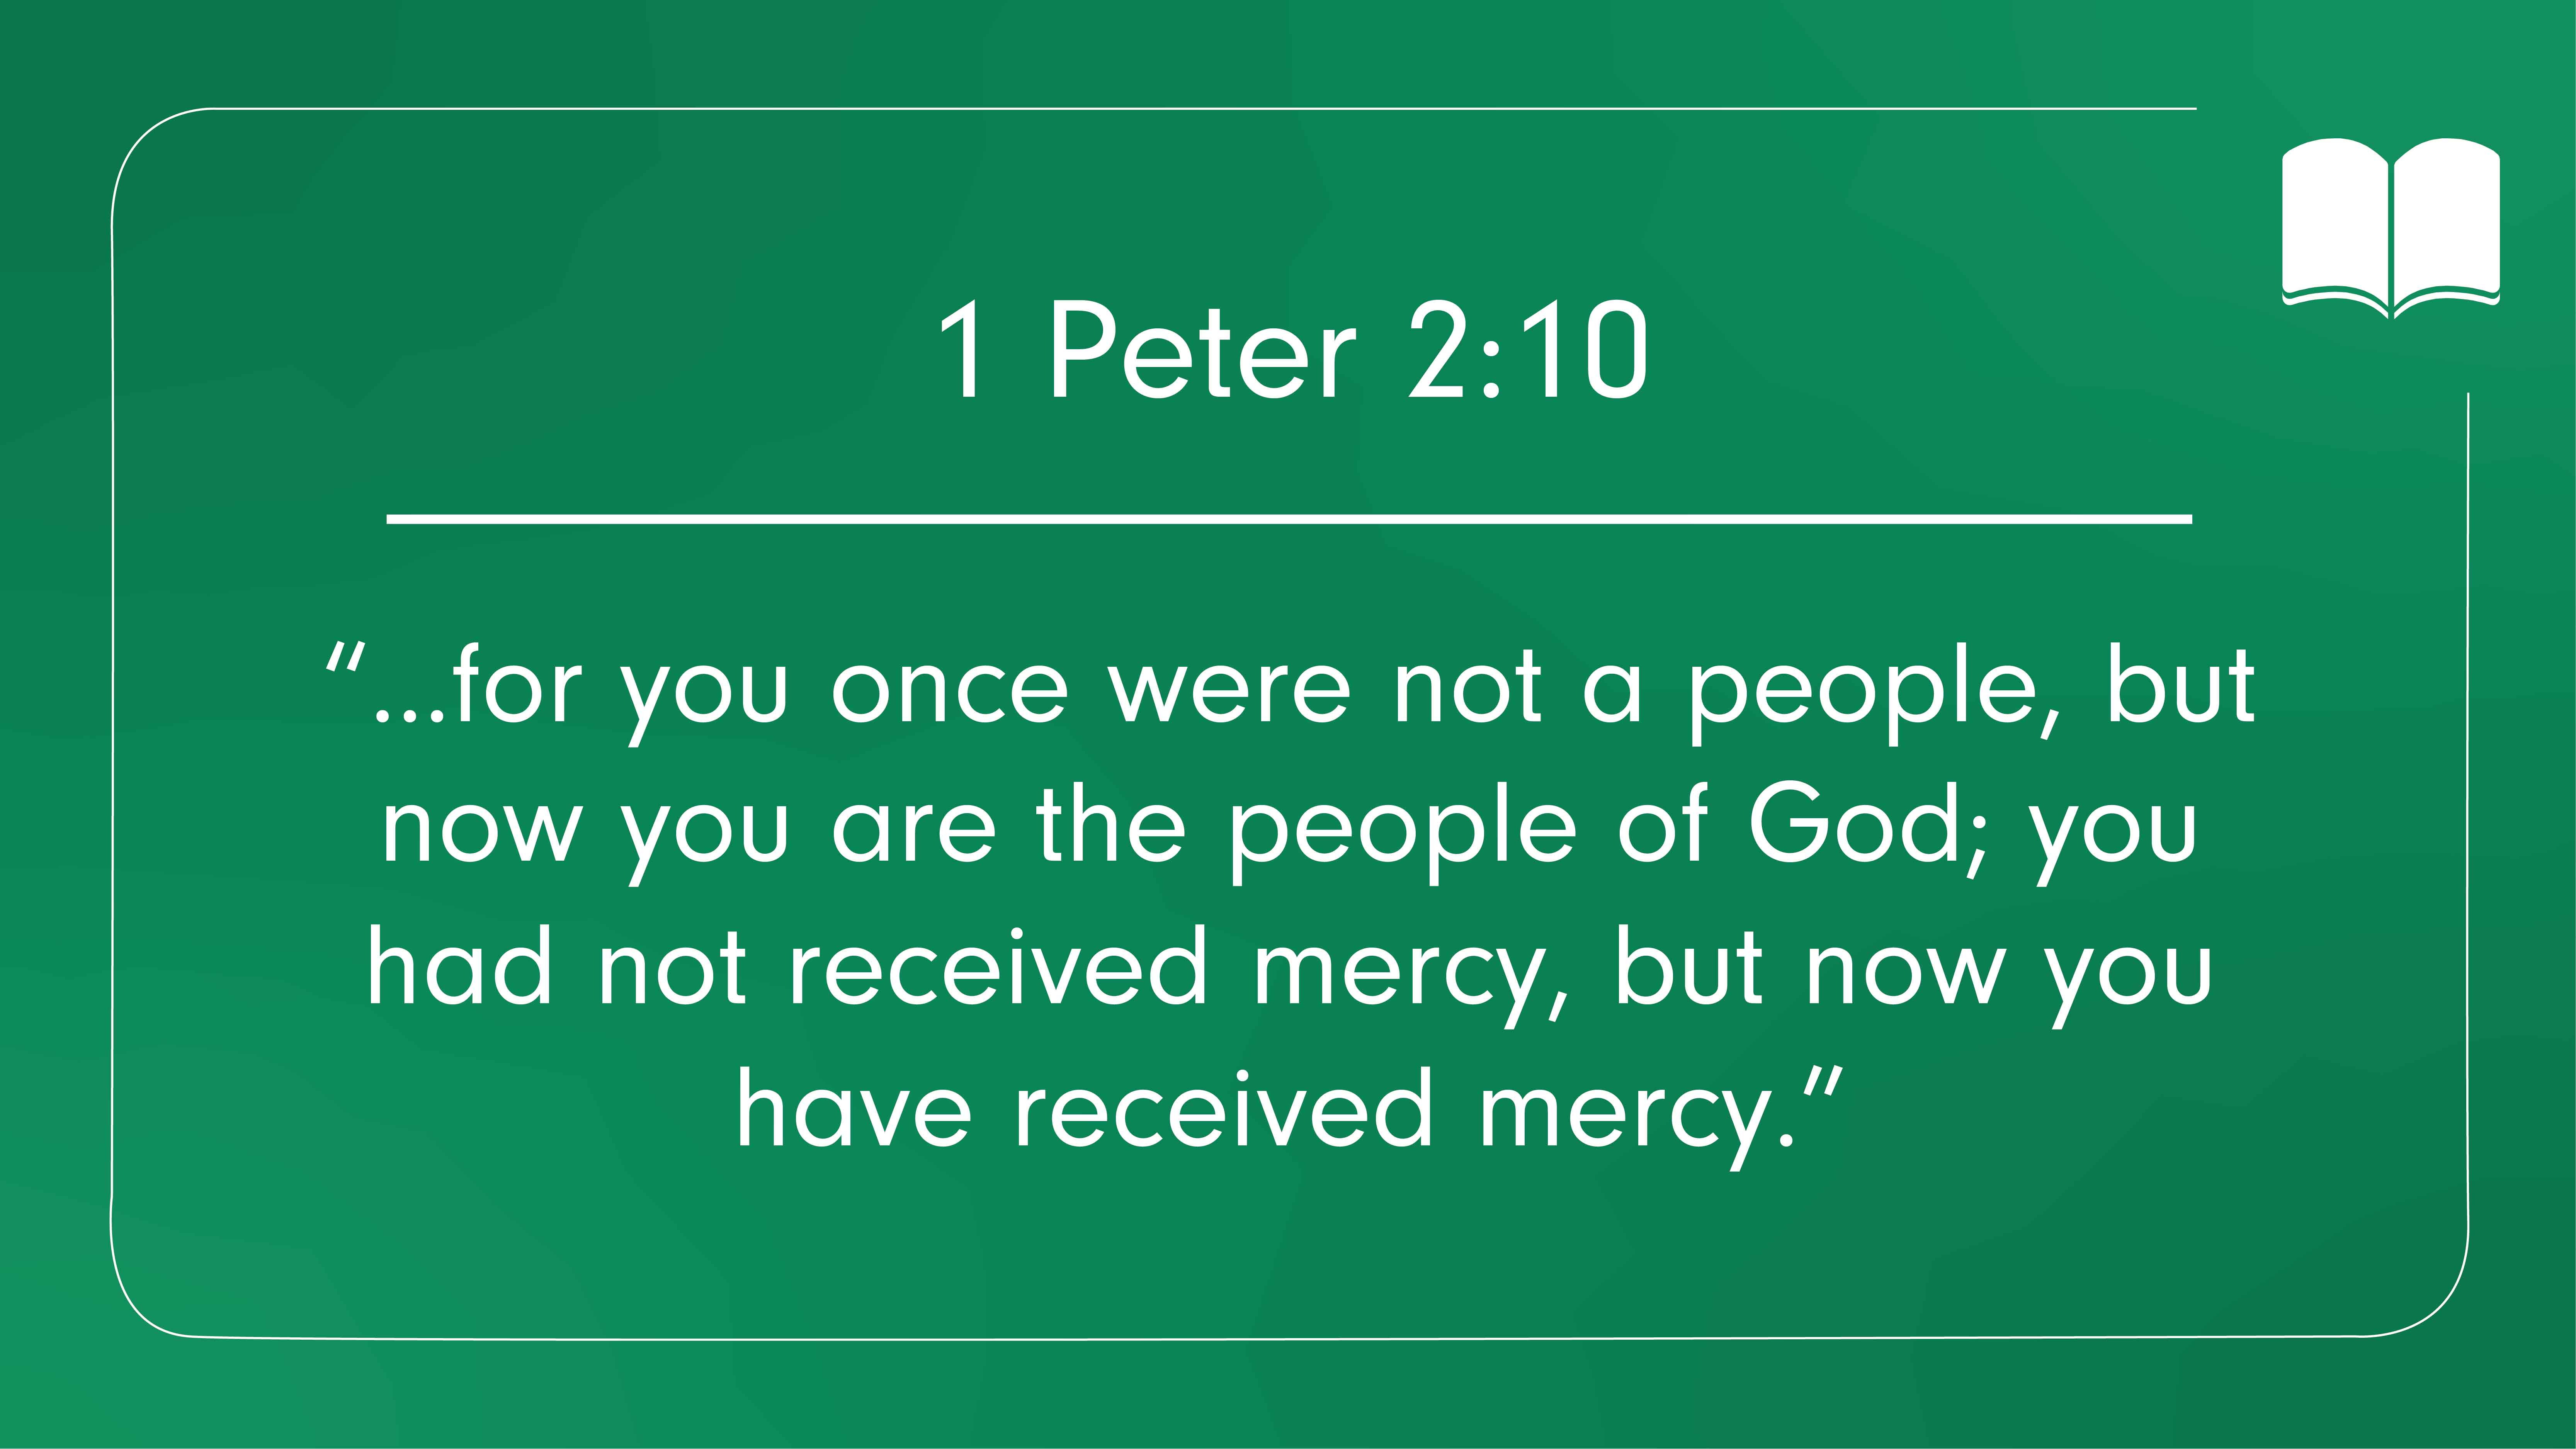 1 Peter 2:10
“...for you once were not a people, but
now you are the people of God; you
had not received mercy, but now you
have received mercy.”